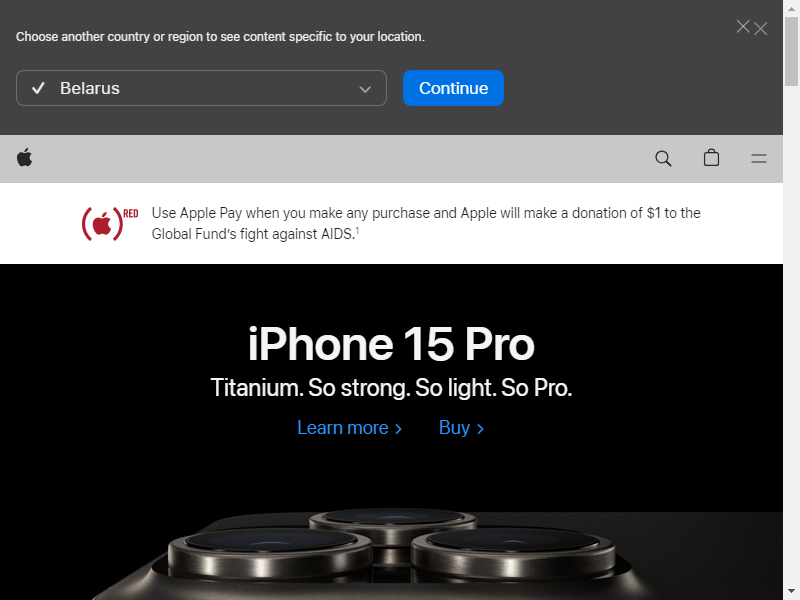 Choose another country or region to see content specific to your location.
Belarus
Continue
RED
Use Apple Pay when you make any purchase and Apple will make a donation of $1 to the
Global Fund’s fight against AIDS.1
iPhone 15 Pro
Titanium. So strong. So light. So Pro.
Learn more >
Buy >